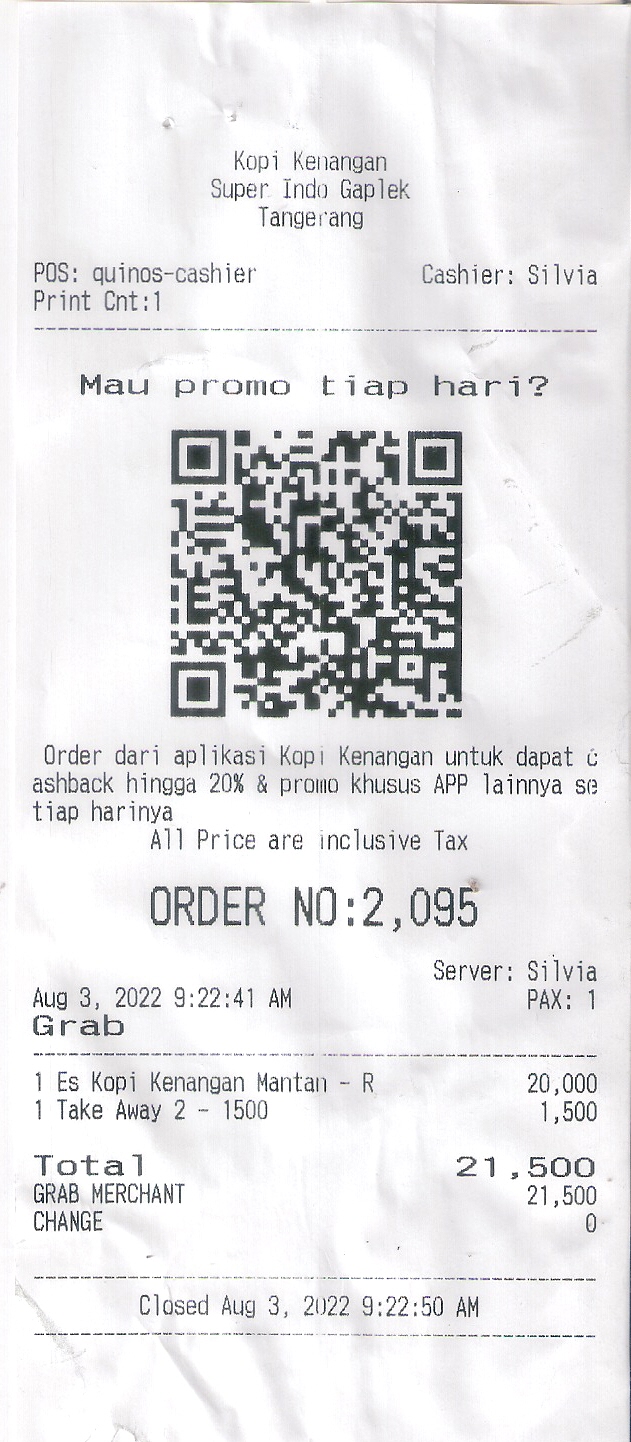 Kopi Kenangan
Super Indo Gaplek
Tangerang
POS: quinos-cashier Cashier: Silvia
Print Cnt:1
Mau promo tiap hari?
Order dari aplikasi Kopi Kenangan untuk dapat c
ashback hingga 20% & promo khusus APP lainnya se
tiap harinya
All Price are inclusive Tax
ORDER NO:2,095
Server: Silvia
Aug 3, 2022 9:22:41 AM PAX: 1
Grab
1 Es Kopi Kenangan Mantan - R 20,000
1 Take Away 2 - 1500 1,500
Total 21,500
GRAB MERCHANT 21,500
CHANGE 0
Closed Aug 3, 2022 9:22:50 AM